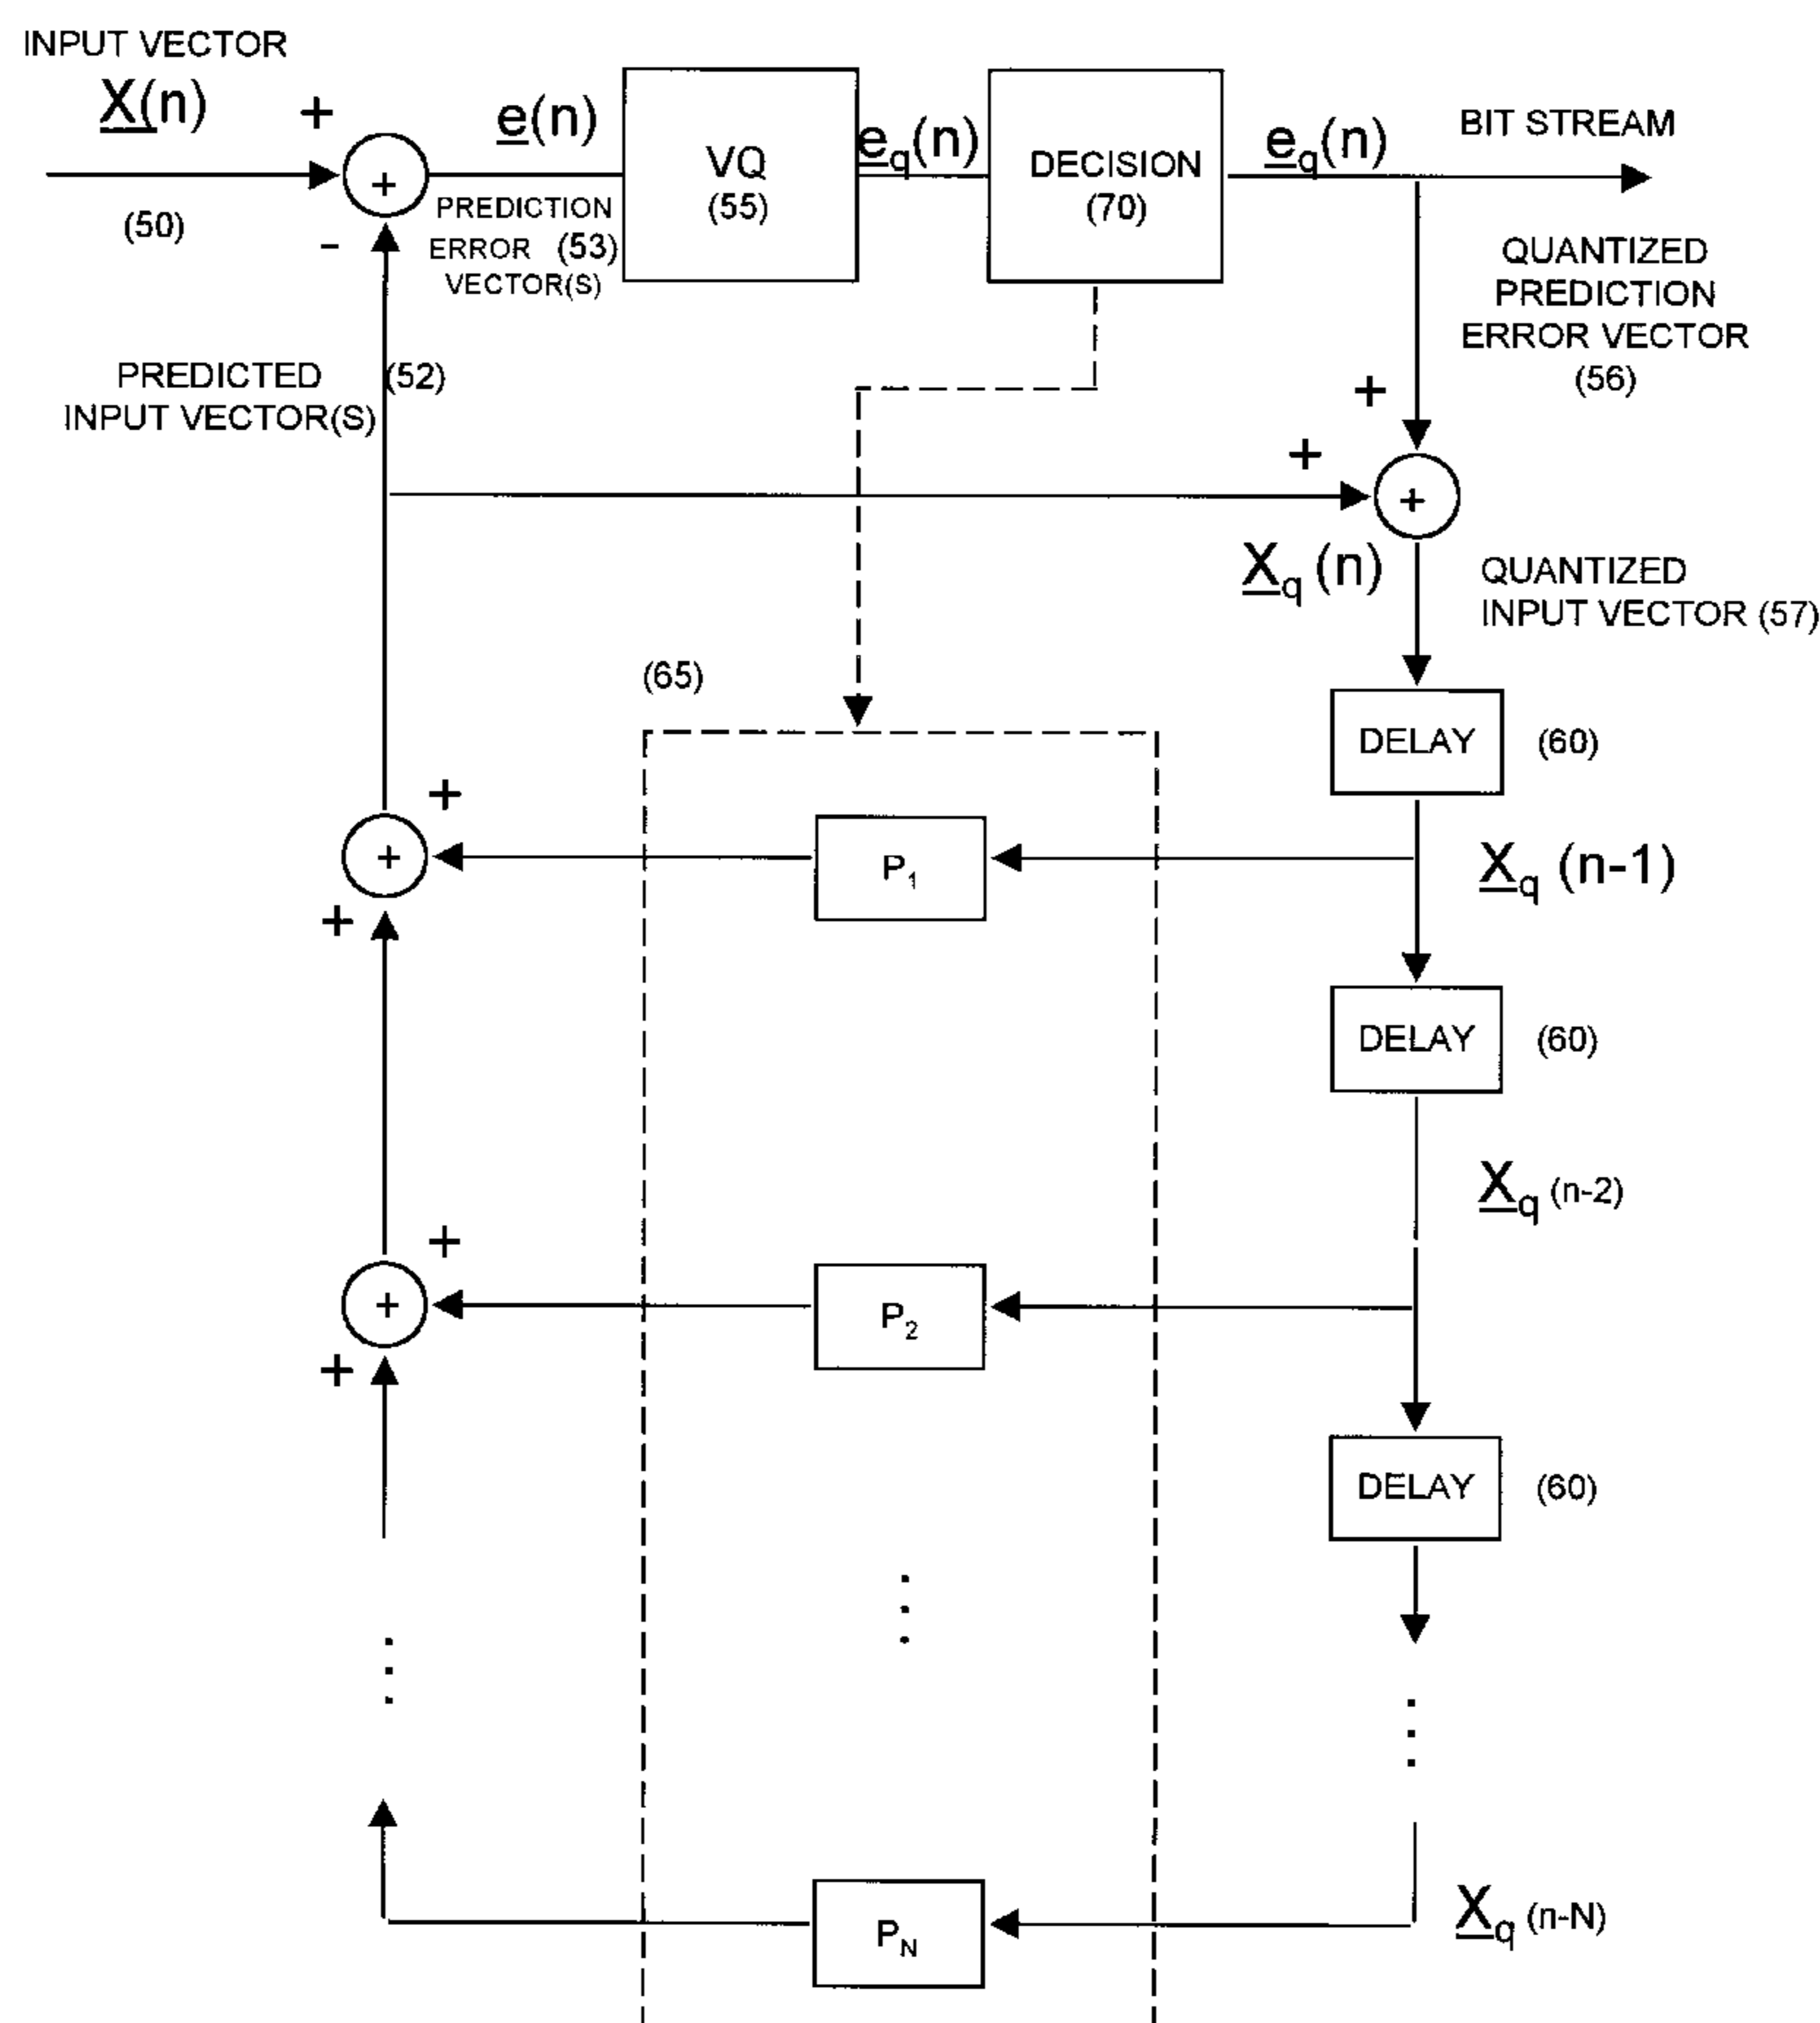 INPUT VECTOR
X(n)
+
+
-
(50)
e(n)
PREDICTION
ERROR (53)
VECTOR(S)
VQ
(55)
eq(n)
DECISION
(70)
eq(n)
BIT STREAM
QUANTIZED
PREDICTION
ERROR VECTOR
(56)
PREDICTED (52)
INPUT VECTOR(S)
+
+
+
Xq (n)
QUANTIZED
INPUT VECTOR (57)
(65)
DELAY (60)
+
+
+
P1
Xq (n-1)
DELAY (60)
Xq (n-2)
+
+
+
P2
DELAY (60)
PN
Xq (n-N)